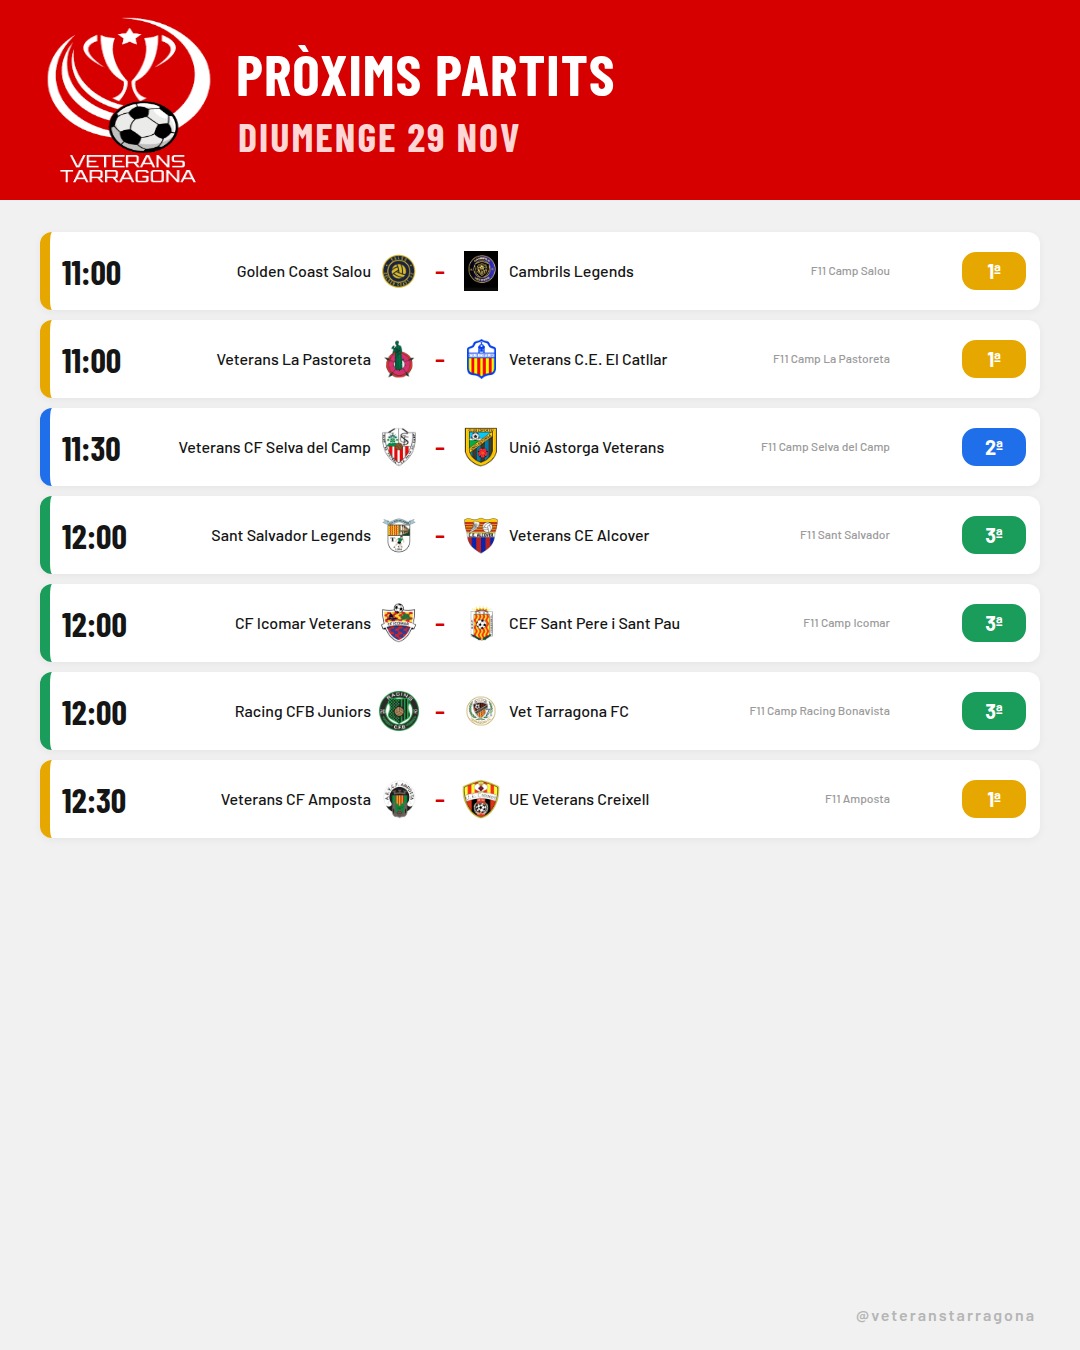 VETERANS
TARRAGONA
PRÒXIMS PARTITS
DIUMENGE 29 NOV
11:00 Golden Coast Salou - Cambrils Legends F11 Camp Salou 1ª
11:00 Veterans La Pastoreta - Veterans C.E. El Catllar F11 Camp La Pastoreta 1ª
11:30 Veterans CF Selva del Camp - Unió Astorga Veterans F11 Camp Selva del Camp 2ª
12:00 Sant Salvador Legends - Veterans CE Alcover F11 Sant Salvador 3ª
12:00 CF Icomar Veterans - CEF Sant Pere i Sant Pau F11 Camp Icomar 3ª
12:00 Racing CFB Juniors - Vet Tarragona FC F11 Camp Racing Bonavista 3ª
12:30 Veterans CF Amposta - UE Veterans Creixell F11 Amposta 1ª
@veteranstarragona